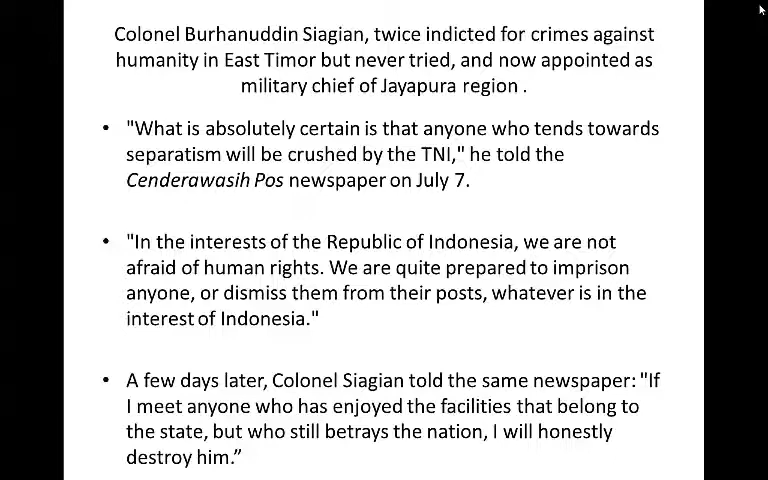 Colonel Burhanuddin Siagian, twice indicted for crimes against
humanity in East Timor but never tried, and now appointed as
military chief of Jayapura region .
• "What is absolutely certain is that anyone who tends towards
separatism will be crushed by the TNI," he told the
Cenderawasih Pos newspaper on July 7.
• "In the interests of the Republic of Indonesia, we are not
afraid of human rights. We are quite prepared to imprison
anyone, or dismiss them from their posts, whatever is in the
interest of Indonesia."
• A few days later, Colonel Siagian told the same newspaper: "If
I meet anyone who has enjoyed the facilities that belong to
the state, but who still betrays the nation, I will honestly
destroy him.”